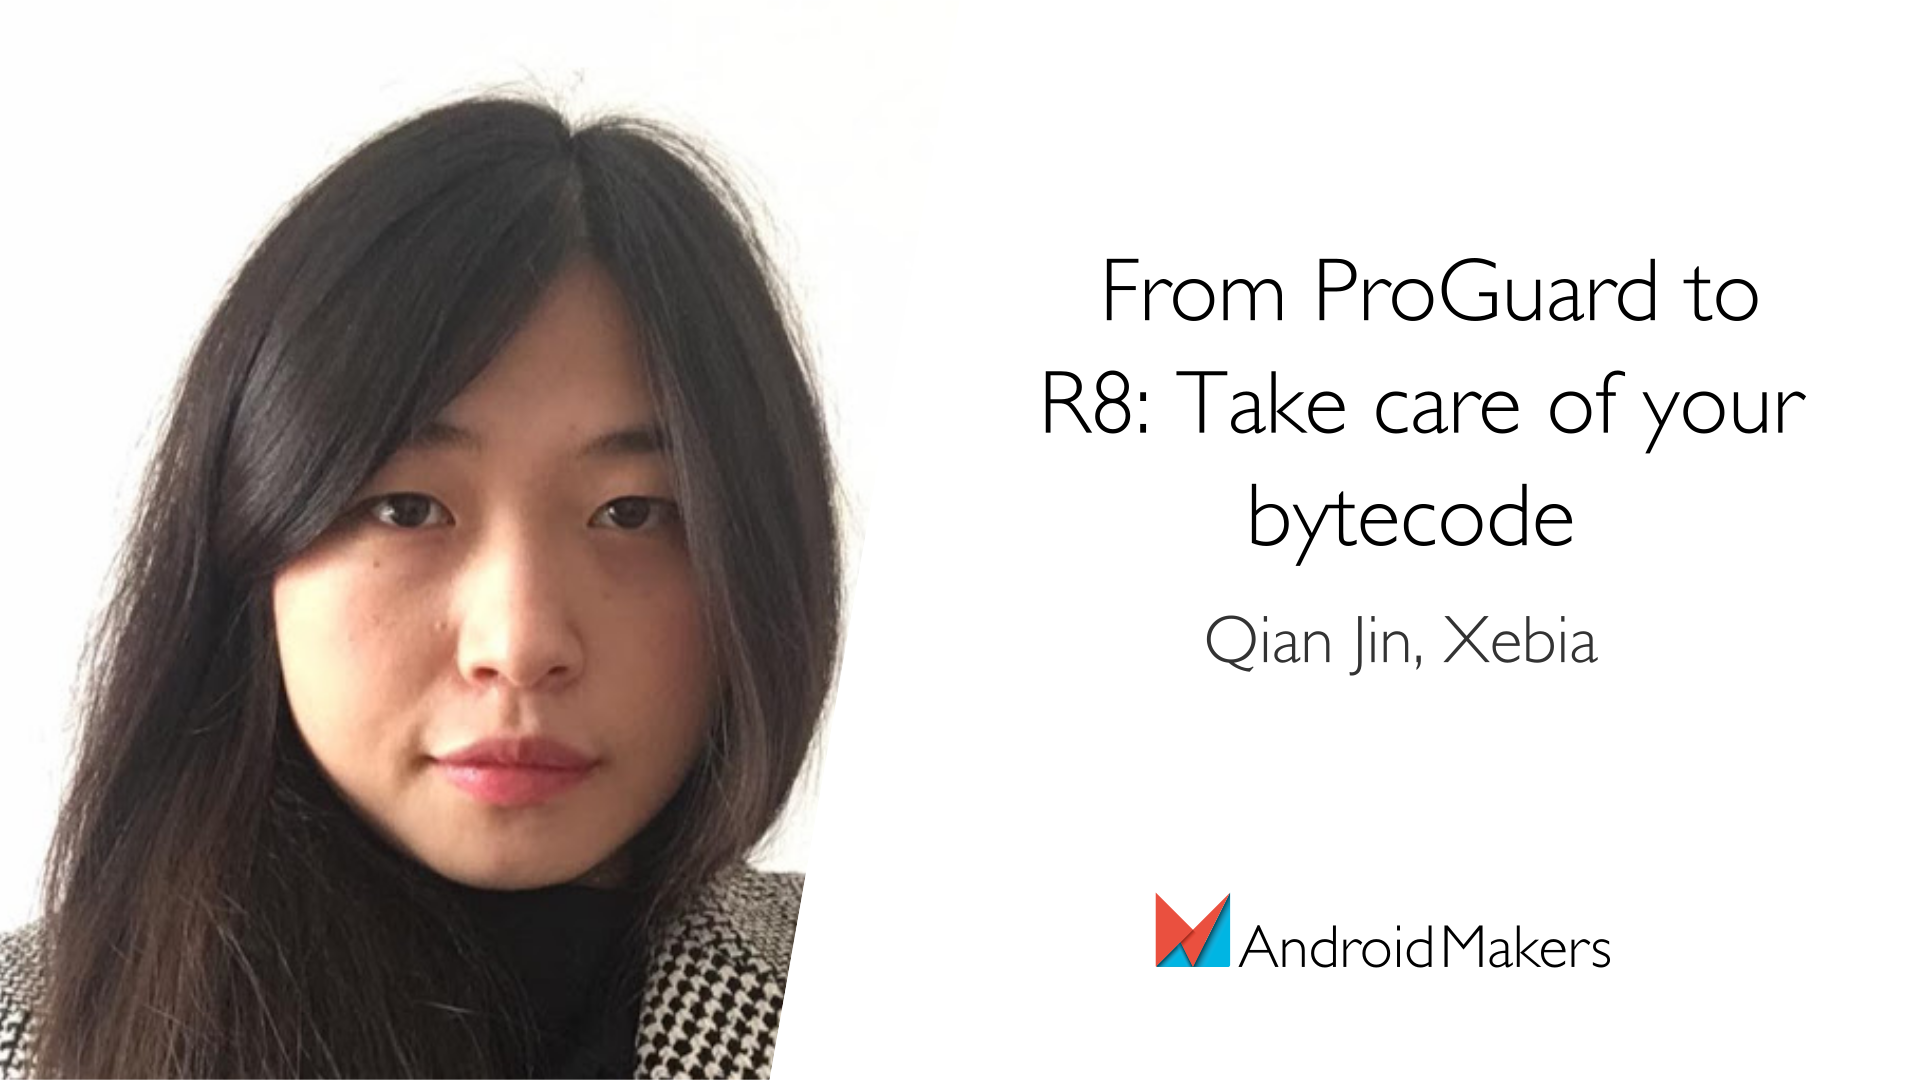 From ProGuard to
R8: Take care of your
bytecode
Qian Jin, Xebia
AndroidMakers